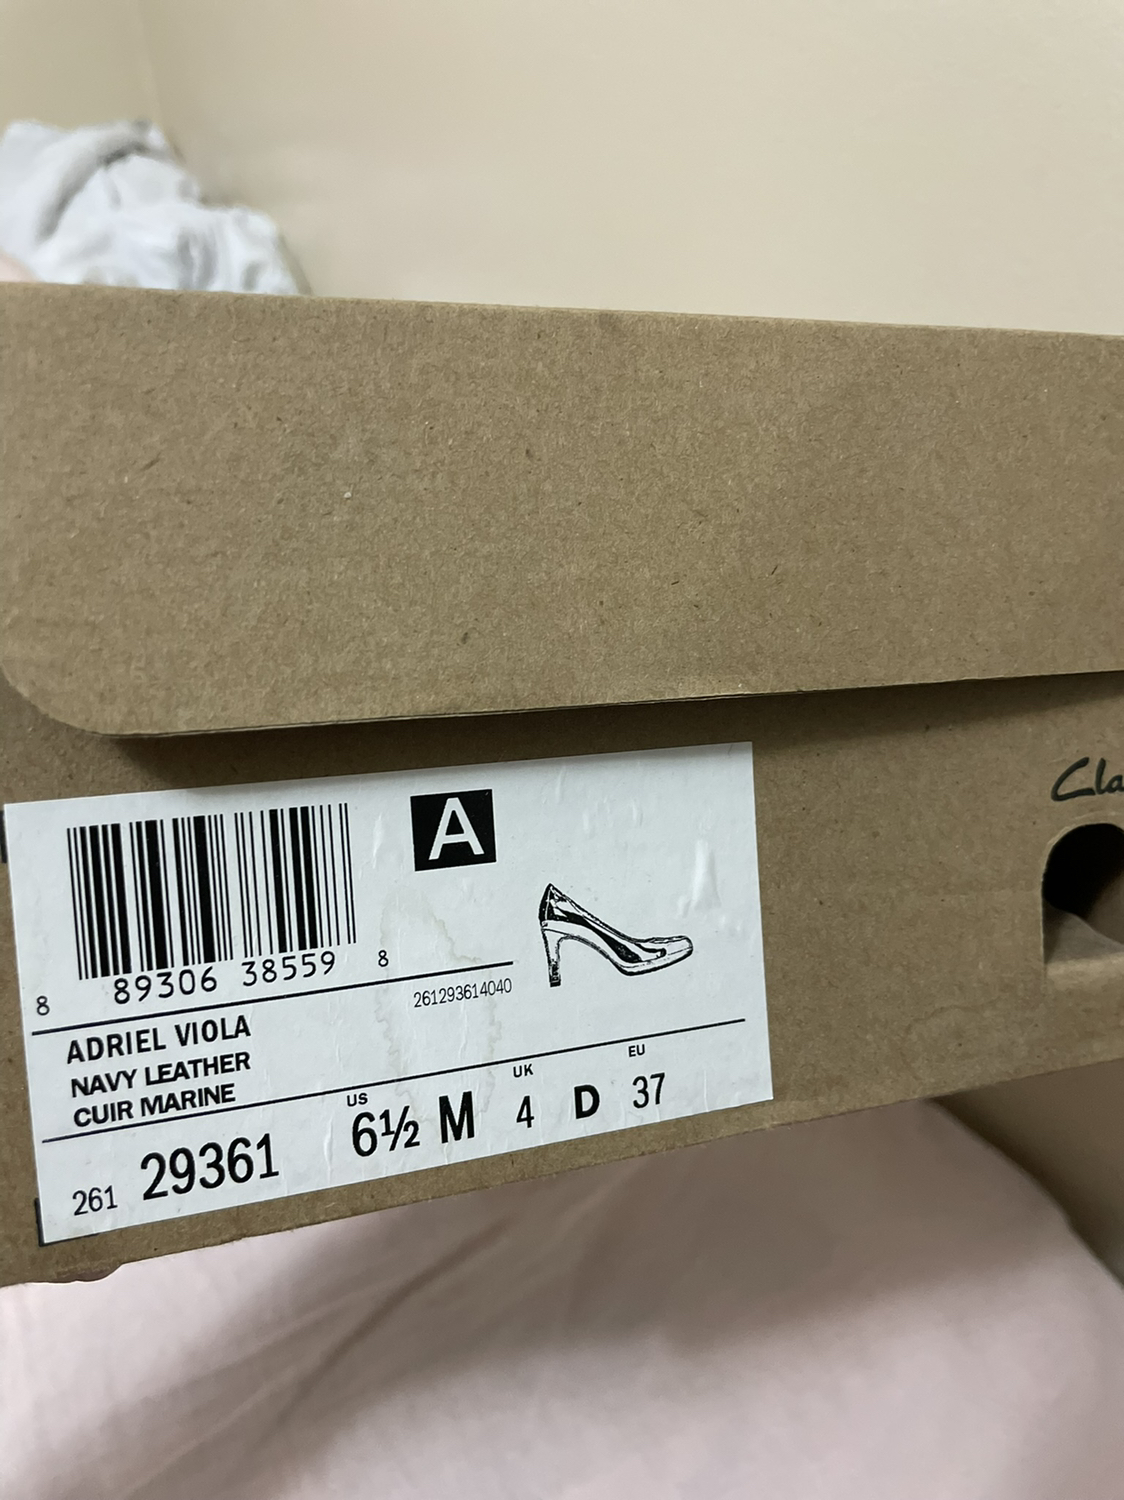 Cla
A
8 89306 38559 8
261293614040
ADRIEL VIOLA
NAVY LEATHER
CUIR MARINE
US UK EU
261 29361 6½ M 4 D 37